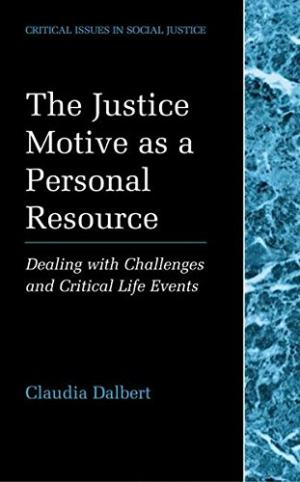 CRITICAL ISSUES IN SOCIAL JUSTICE
The Justice
Motive as a
Personal
Resource
Dealing with Challenges
and Critical Life Events
Claudia Dalbert